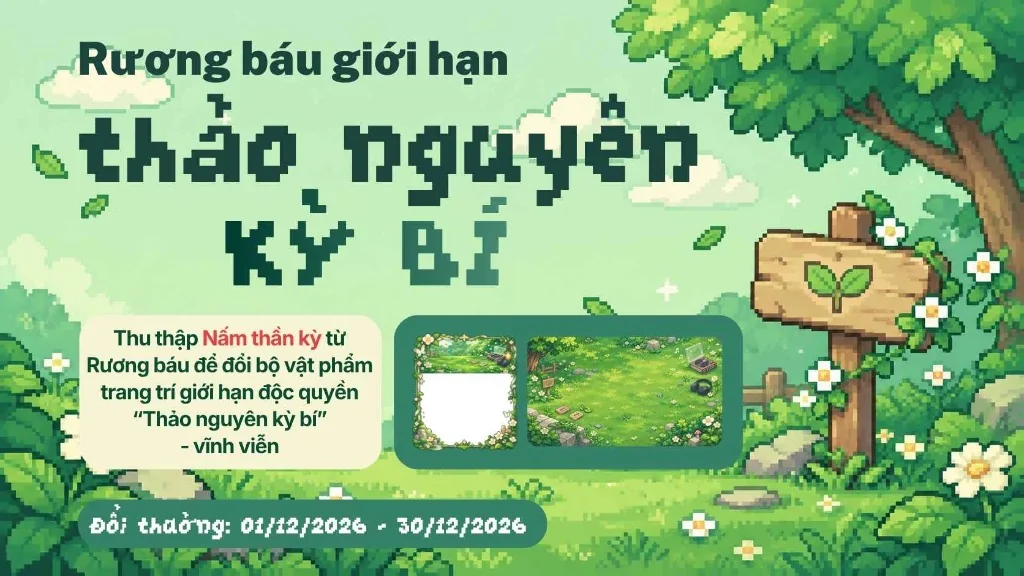 Rương báu giới hạn
thảo nguyên
KỲ BÍ
Thu thập Nấm thần kỳ từ
Rương báu để đổi bộ vật phẩm
trang trí giới hạn độc quyền
“Thảo nguyên kỳ bí”
- vĩnh viễn
Đổi thưởng: 01/12/2026 - 30/12/2026